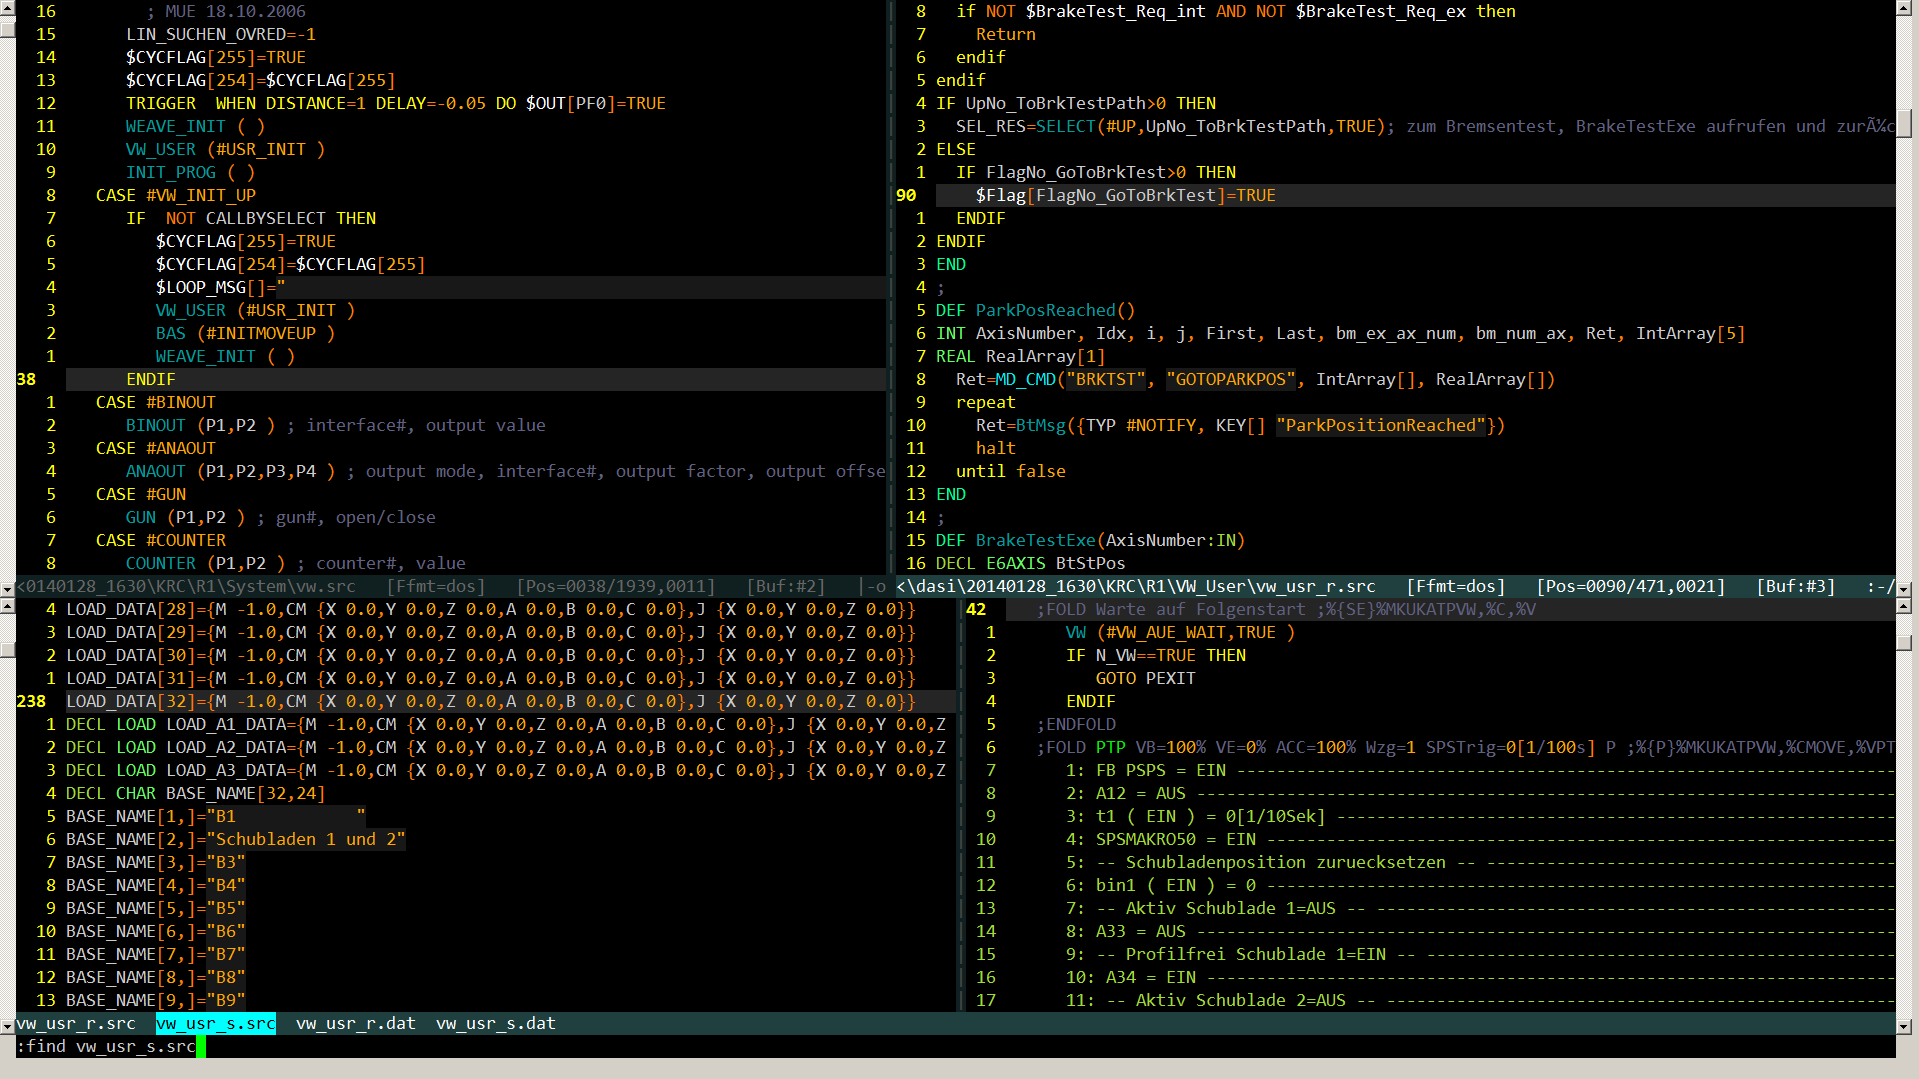 16 ; MUE 18.10.2006
15 LIN_SUCHEN_OVRED=-1
14 $CYCFLAG[255]=TRUE
13 $CYCFLAG[254]=$CYCFLAG[255]
12 TRIGGER  WHEN DISTANCE=1 DELAY=-0.05 DO $OUT[PF0]=TRUE
11 WEAVE_INIT ( )
10 VW_USER (#USR_INIT )
9 INIT_PROG ( )
8 CASE #VW_INIT_UP
7 IF  NOT CALLBYSELECT THEN
6 $CYCFLAG[255]=TRUE
5 $CYCFLAG[254]=$CYCFLAG[255]
4 $LOOP_MSG[]="
3 VW_USER (#USR_INIT )
2 BAS (#INITMOVEUP )
1 WEAVE_INIT ( )
38 ENDIF
1 CASE #BINOUT
2 BINOUT (P1,P2 ) ; interface#, output value
3 CASE #ANAOUT
4 ANAOUT (P1,P2,P3,P4 ) ; output mode, interface#, output factor, output offse
5 CASE #GUN
6 GUN (P1,P2 ) ; gun#, open/close
7 CASE #COUNTER
8 COUNTER (P1,P2 ) ; counter#, value
<0140128_1630\KRC\R1\System\vw.src   [Ffmt=dos]   [Pos=0038/1939,0011]   [Buf:#2]   |-o
8 if NOT $BrakeTest_Req_int AND NOT $BrakeTest_Req_ex then
7 Return
6 endif
5 endif
4 IF UpNo_ToBrkTestPath>0 THEN
3 SEL_RES=SELECT(#UP,UpNo_ToBrkTestPath,TRUE); zum Bremsentest, BrakeTestExe aufrufen und zurÃ¼c
2 ELSE
1 IF FlagNo_GoToBrkTest>0 THEN
90 $Flag[FlagNo_GoToBrkTest]=TRUE
1 ENDIF
2 ENDIF
3 END
4 ;
5 DEF ParkPosReached()
6 INT AxisNumber, Idx, i, j, First, Last, bm_ex_ax_num, bm_num_ax, Ret, IntArray[5]
7 REAL RealArray[1]
8 Ret=MD_CMD("BRKTST", "GOTOPARKPOS", IntArray[], RealArray[])
9 repeat
10 Ret=BtMsg({TYP #NOTIFY, KEY[] "ParkPositionReached"})
11 halt
12 until false
13 END
14 ;
15 DEF BrakeTestExe(AxisNumber:IN)
16 DECL E6AXIS BtStPos
<\dasi\20140128_1630\KRC\R1\VW_User\vw_usr_r.src   [Ffmt=dos]   [Pos=0090/471,0021]   [Buf:#3]   :-/
4 LOAD_DATA[28]={M -1.0,CM {X 0.0,Y 0.0,Z 0.0,A 0.0,B 0.0,C 0.0},J {X 0.0,Y 0.0,Z 0.0}}
3 LOAD_DATA[29]={M -1.0,CM {X 0.0,Y 0.0,Z 0.0,A 0.0,B 0.0,C 0.0},J {X 0.0,Y 0.0,Z 0.0}}
2 LOAD_DATA[30]={M -1.0,CM {X 0.0,Y 0.0,Z 0.0,A 0.0,B 0.0,C 0.0},J {X 0.0,Y 0.0,Z 0.0}}
1 LOAD_DATA[31]={M -1.0,CM {X 0.0,Y 0.0,Z 0.0,A 0.0,B 0.0,C 0.0},J {X 0.0,Y 0.0,Z 0.0}}
238 LOAD_DATA[32]={M -1.0,CM {X 0.0,Y 0.0,Z 0.0,A 0.0,B 0.0,C 0.0},J {X 0.0,Y 0.0,Z 0.0}}
1 DECL LOAD LOAD_A1_DATA={M -1.0,CM {X 0.0,Y 0.0,Z 0.0,A 0.0,B 0.0,C 0.0},J {X 0.0,Y 0.0,Z
2 DECL LOAD LOAD_A2_DATA={M -1.0,CM {X 0.0,Y 0.0,Z 0.0,A 0.0,B 0.0,C 0.0},J {X 0.0,Y 0.0,Z
3 DECL LOAD LOAD_A3_DATA={M -1.0,CM {X 0.0,Y 0.0,Z 0.0,A 0.0,B 0.0,C 0.0},J {X 0.0,Y 0.0,Z
4 DECL CHAR BASE_NAME[32,24]
5 BASE_NAME[1,]="B1            "
6 BASE_NAME[2,]="Schubladen 1 und 2"
7 BASE_NAME[3,]="B3"
8 BASE_NAME[4,]="B4"
9 BASE_NAME[5,]="B5"
10 BASE_NAME[6,]="B6"
11 BASE_NAME[7,]="B7"
12 BASE_NAME[8,]="B8"
13 BASE_NAME[9,]="B9"
42 ;FOLD Warte auf Folgenstart ;%{SE}%MKUKATPVW,%C,%V
1 VW (#VW_AUE_WAIT,TRUE )
2 IF N_VW==TRUE THEN
3 GOTO PEXIT
4 ENDIF
5 ;ENDFOLD
6 ;FOLD PTP VB=100% VE=0% ACC=100% Wzg=1 SPSTrig=0[1/100s] P ;%{P}%MKUKATPVW,%CMOVE,%VPT
7 1: FB PSPS = EIN ------------------------------------------------------------------
8 2: A12 = AUS ----------------------------------------------------------------------
9 3: t1 ( EIN ) = 0[1/10Sek] --------------------------------------------------------
10 4: SPSMAKRO50 = EIN ----------------------------------------------------------------
11 5: -- Schubladenposition zuruecksetzen -- -----------------------------------------
12 6: bin1 ( EIN ) = 0 ---------------------------------------------------------------
13 7: -- Aktiv Schublade 1=AUS -- ----------------------------------------------------
14 8: A33 = AUS ----------------------------------------------------------------------
15 9: -- Profilfrei Schublade 1=EIN -- -----------------------------------------------
16 10: A34 = EIN ---------------------------------------------------------------------
17 11: -- Aktiv Schublade 2=AUS -- ---------------------------------------------------
vw_usr_r.src  vw_usr_s.src  vw_usr_r.dat  vw_usr_s.dat
:find vw_usr_s.src